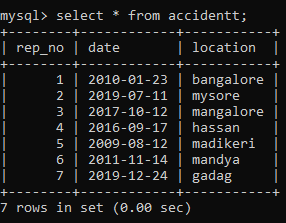 mysql> select * from accidentt;
+--------+------------+-----------+
| rep_no | date       | location  |
+--------+------------+-----------+
|      1 | 2010-01-23 | bangalore |
|      2 | 2019-07-11 | mysore    |
|      3 | 2017-10-12 | mangalore |
|      4 | 2016-09-17 | hassan    |
|      5 | 2009-08-12 | madikeri  |
|      6 | 2011-11-14 | mandya    |
|      7 | 2019-12-24 | gadag     |
+--------+------------+-----------+
7 rows in set (0.00 sec)